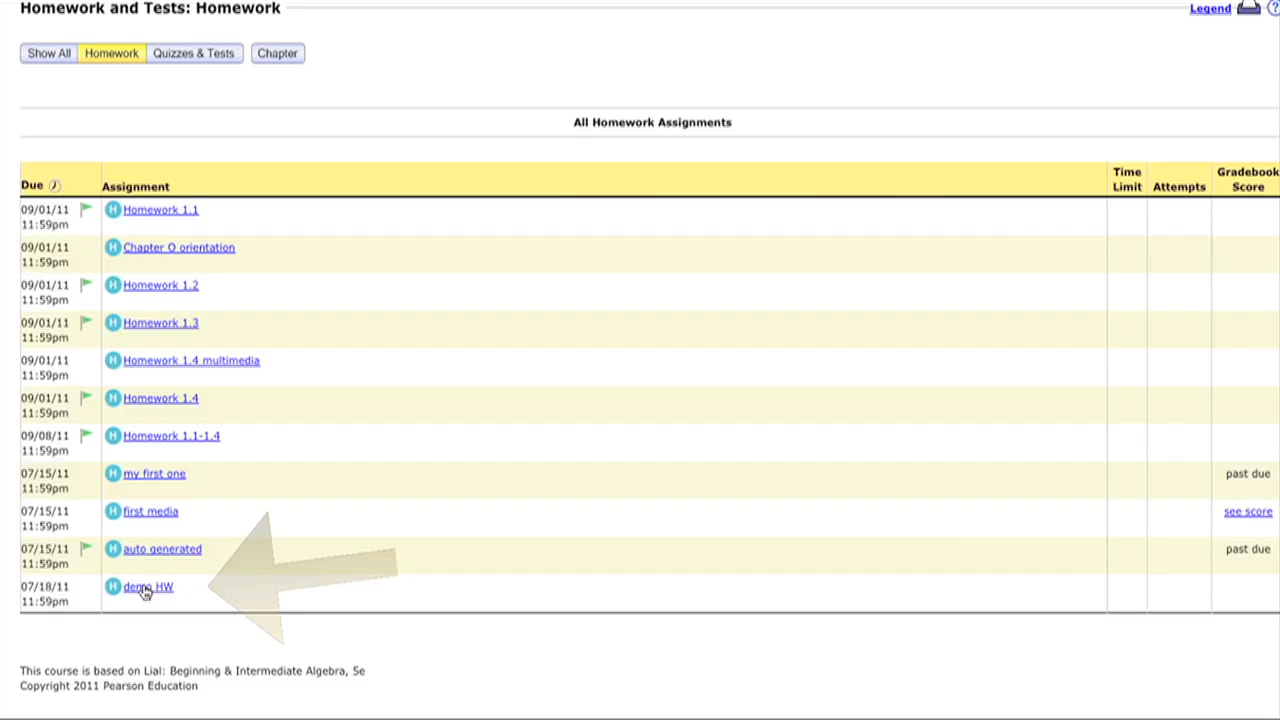 Homework and Tests: Homework
Legend
?
Show All Homework Quizzes & Tests Chapter
All Homework Assignments
Due Assignment Time Limit Attempts Gradebook Score
09/01/11 11:59pm H Homework 1.1
09/01/11 11:59pm H Chapter O orientation
09/01/11 11:59pm H Homework 1.2
09/01/11 11:59pm H Homework 1.3
09/01/11 11:59pm H Homework 1.4 multimedia
09/01/11 11:59pm H Homework 1.4
09/08/11 11:59pm H Homework 1.1-1.4
07/15/11 11:59pm H my first one past due
07/15/11 11:59pm H first media see score
07/15/11 11:59pm H auto generated past due
07/18/11 11:59pm H demo HW
This course is based on Lial: Beginning & Intermediate Algebra, 5e
Copyright 2011 Pearson Education